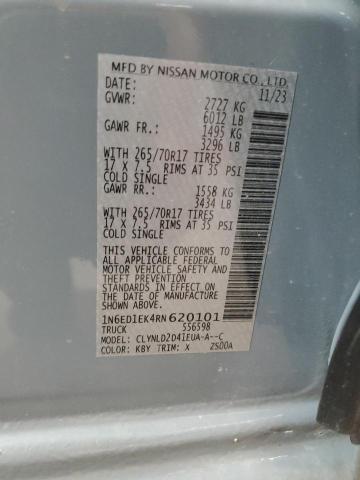 MFD BY NISSAN MOTOR CO., LTD.
DATE: 11/23
GVWR: 2727 KG
6012 LB
GAWR FR.: 1495 KG
3296 LB
WITH 265/70R17 TIRES
17 X 7.5 RIMS AT 35 PSI
COLD SINGLE
GAWR RR.: 1558 KG
3434 LB
WITH 265/70R17 TIRES
17 X 7.5 RIMS AT 35 PSI
COLD SINGLE
THIS VEHICLE CONFORMS TO
ALL APPLICABLE FEDERAL
MOTOR VEHICLE SAFETY
AND THEFT PREVENTION
STANDARDS IN EFFECT ON
THE DATE OF MANUFACTURE
SHOWN ABOVE.
1N6ED1EK4RN620101
TRUCK 556598
MODEL: CLYNLD2D41EUA-A--C
COLOR: KBY TRIM: X ZS00A